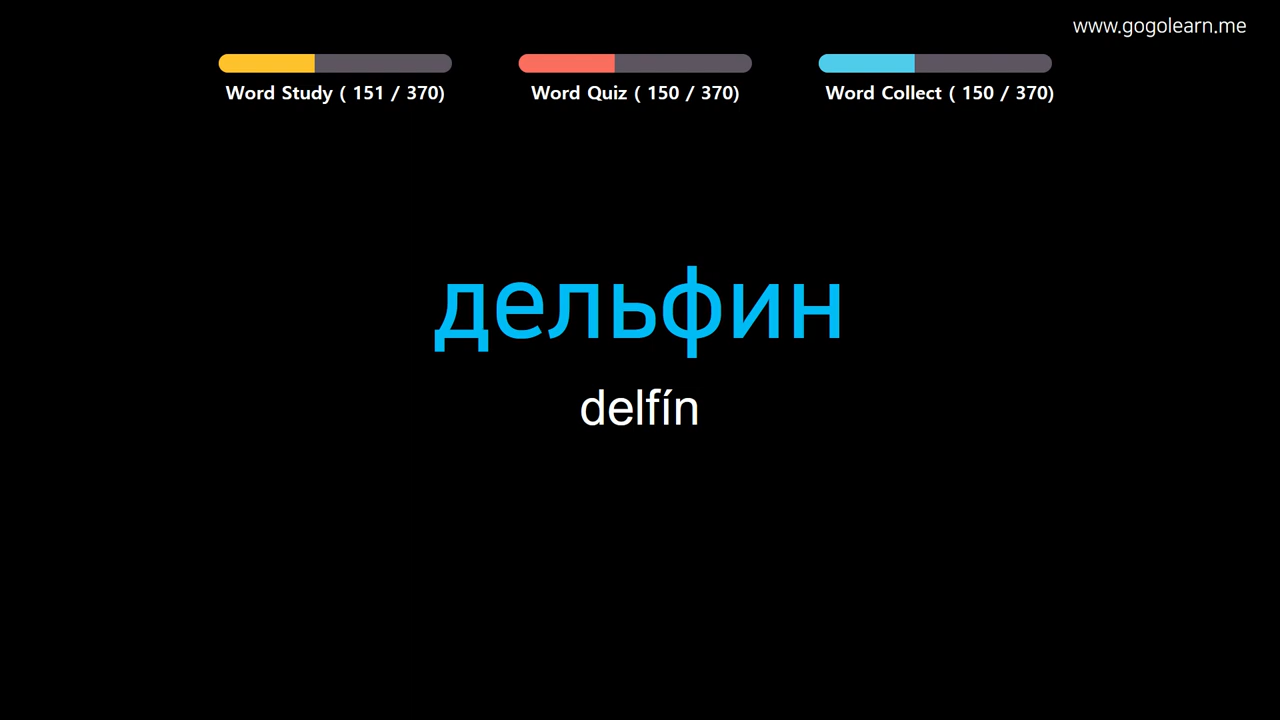 www.gogolearn.me
Word Study ( 151 / 370)
Word Quiz ( 150 / 370)
Word Collect ( 150 / 370)
дельфин
delfín